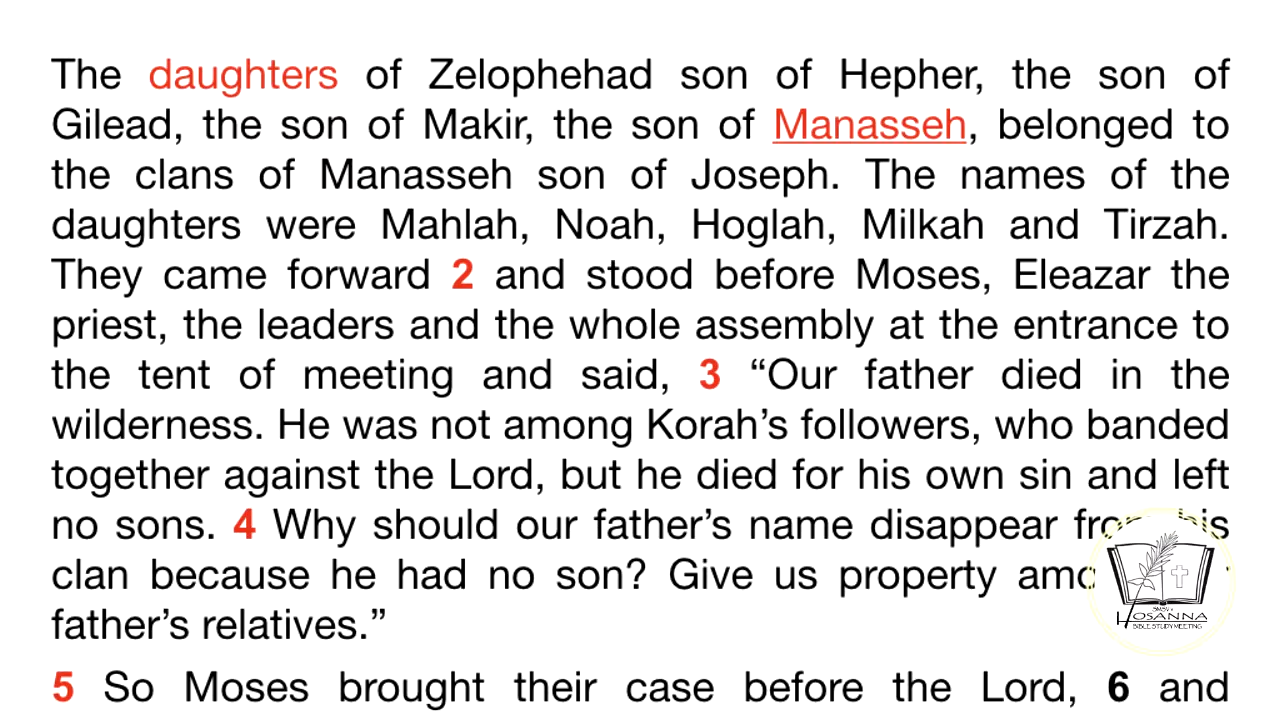 The daughters of Zelophehad son of Hepher, the son of
Gilead, the son of Makir, the son of Manasseh, belonged to
the clans of Manasseh son of Joseph. The names of the
daughters were Mahlah, Noah, Hoglah, Milkah and Tirzah.
They came forward 2 and stood before Moses, Eleazar the
priest, the leaders and the whole assembly at the entrance to
the tent of meeting and said, 3 “Our father died in the
wilderness. He was not among Korah’s followers, who banded
together against the Lord, but he died for his own sin and left
no sons. 4 Why should our father’s name disappear from his
clan because he had no son? Give us property
father’s relatives.”
HOSANNA
BIBLE STUDY MEETING
5 So Moses brought their case before the Lord, 6 and